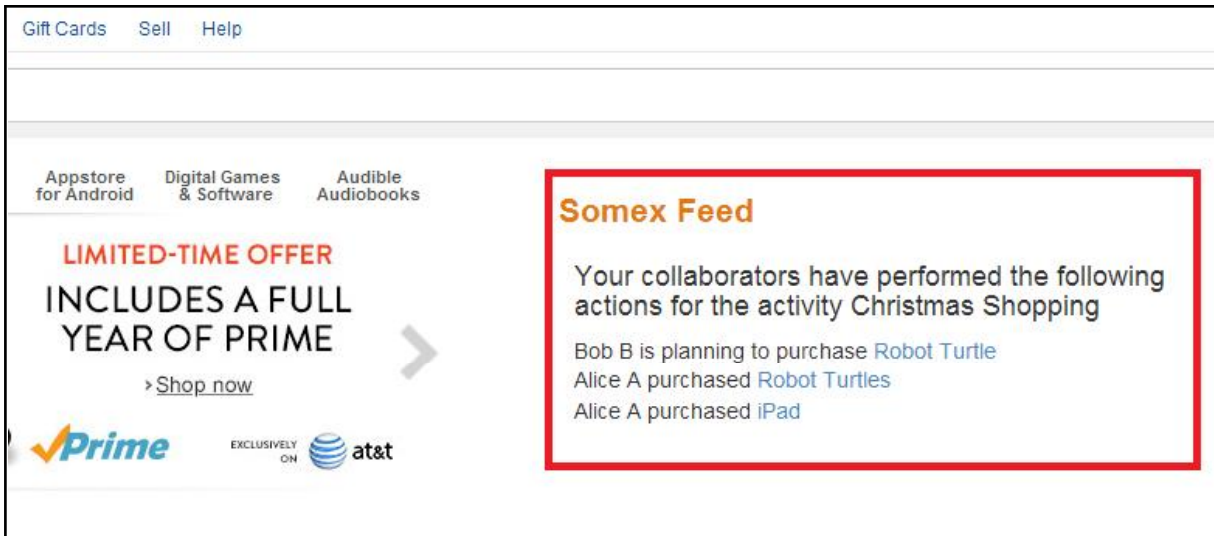 Gift Cards Sell Help
Appstore for Android
Digital Games & Software
Audible Audiobooks
LIMITED-TIME OFFER
INCLUDES A FULL
YEAR OF PRIME
›Shop now
Prime
EXCLUSIVELY ON
at&t
Somex Feed
Your collaborators have performed the following
actions for the activity Christmas Shopping
Bob B is planning to purchase Robot Turtle
Alice A purchased Robot Turtles
Alice A purchased iPad